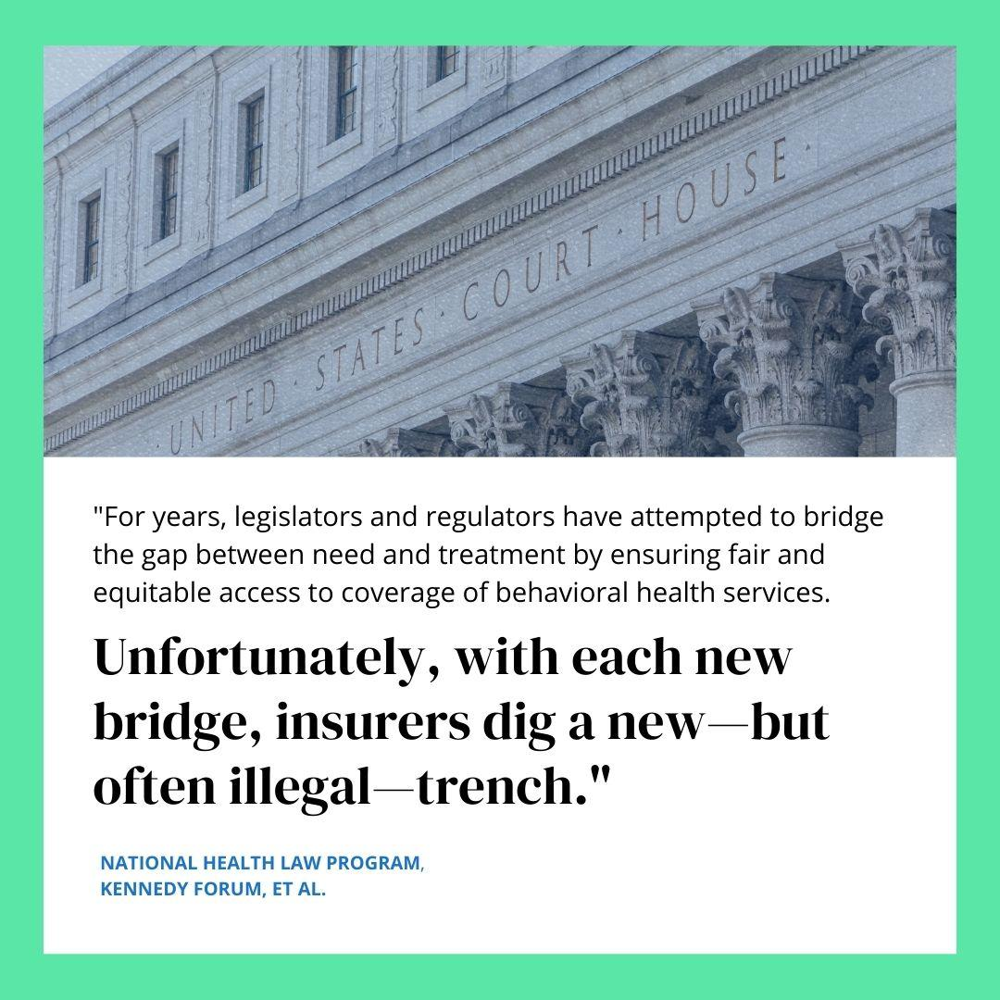 · UNITED · STATES · COURT · HOUSE ·
"For years, legislators and regulators have attempted to bridge
the gap between need and treatment by ensuring fair and
equitable access to coverage of behavioral health services.
Unfortunately, with each new
bridge, insurers dig a new—but
often illegal—trench."
NATIONAL HEALTH LAW PROGRAM,
KENNEDY FORUM, ET AL.